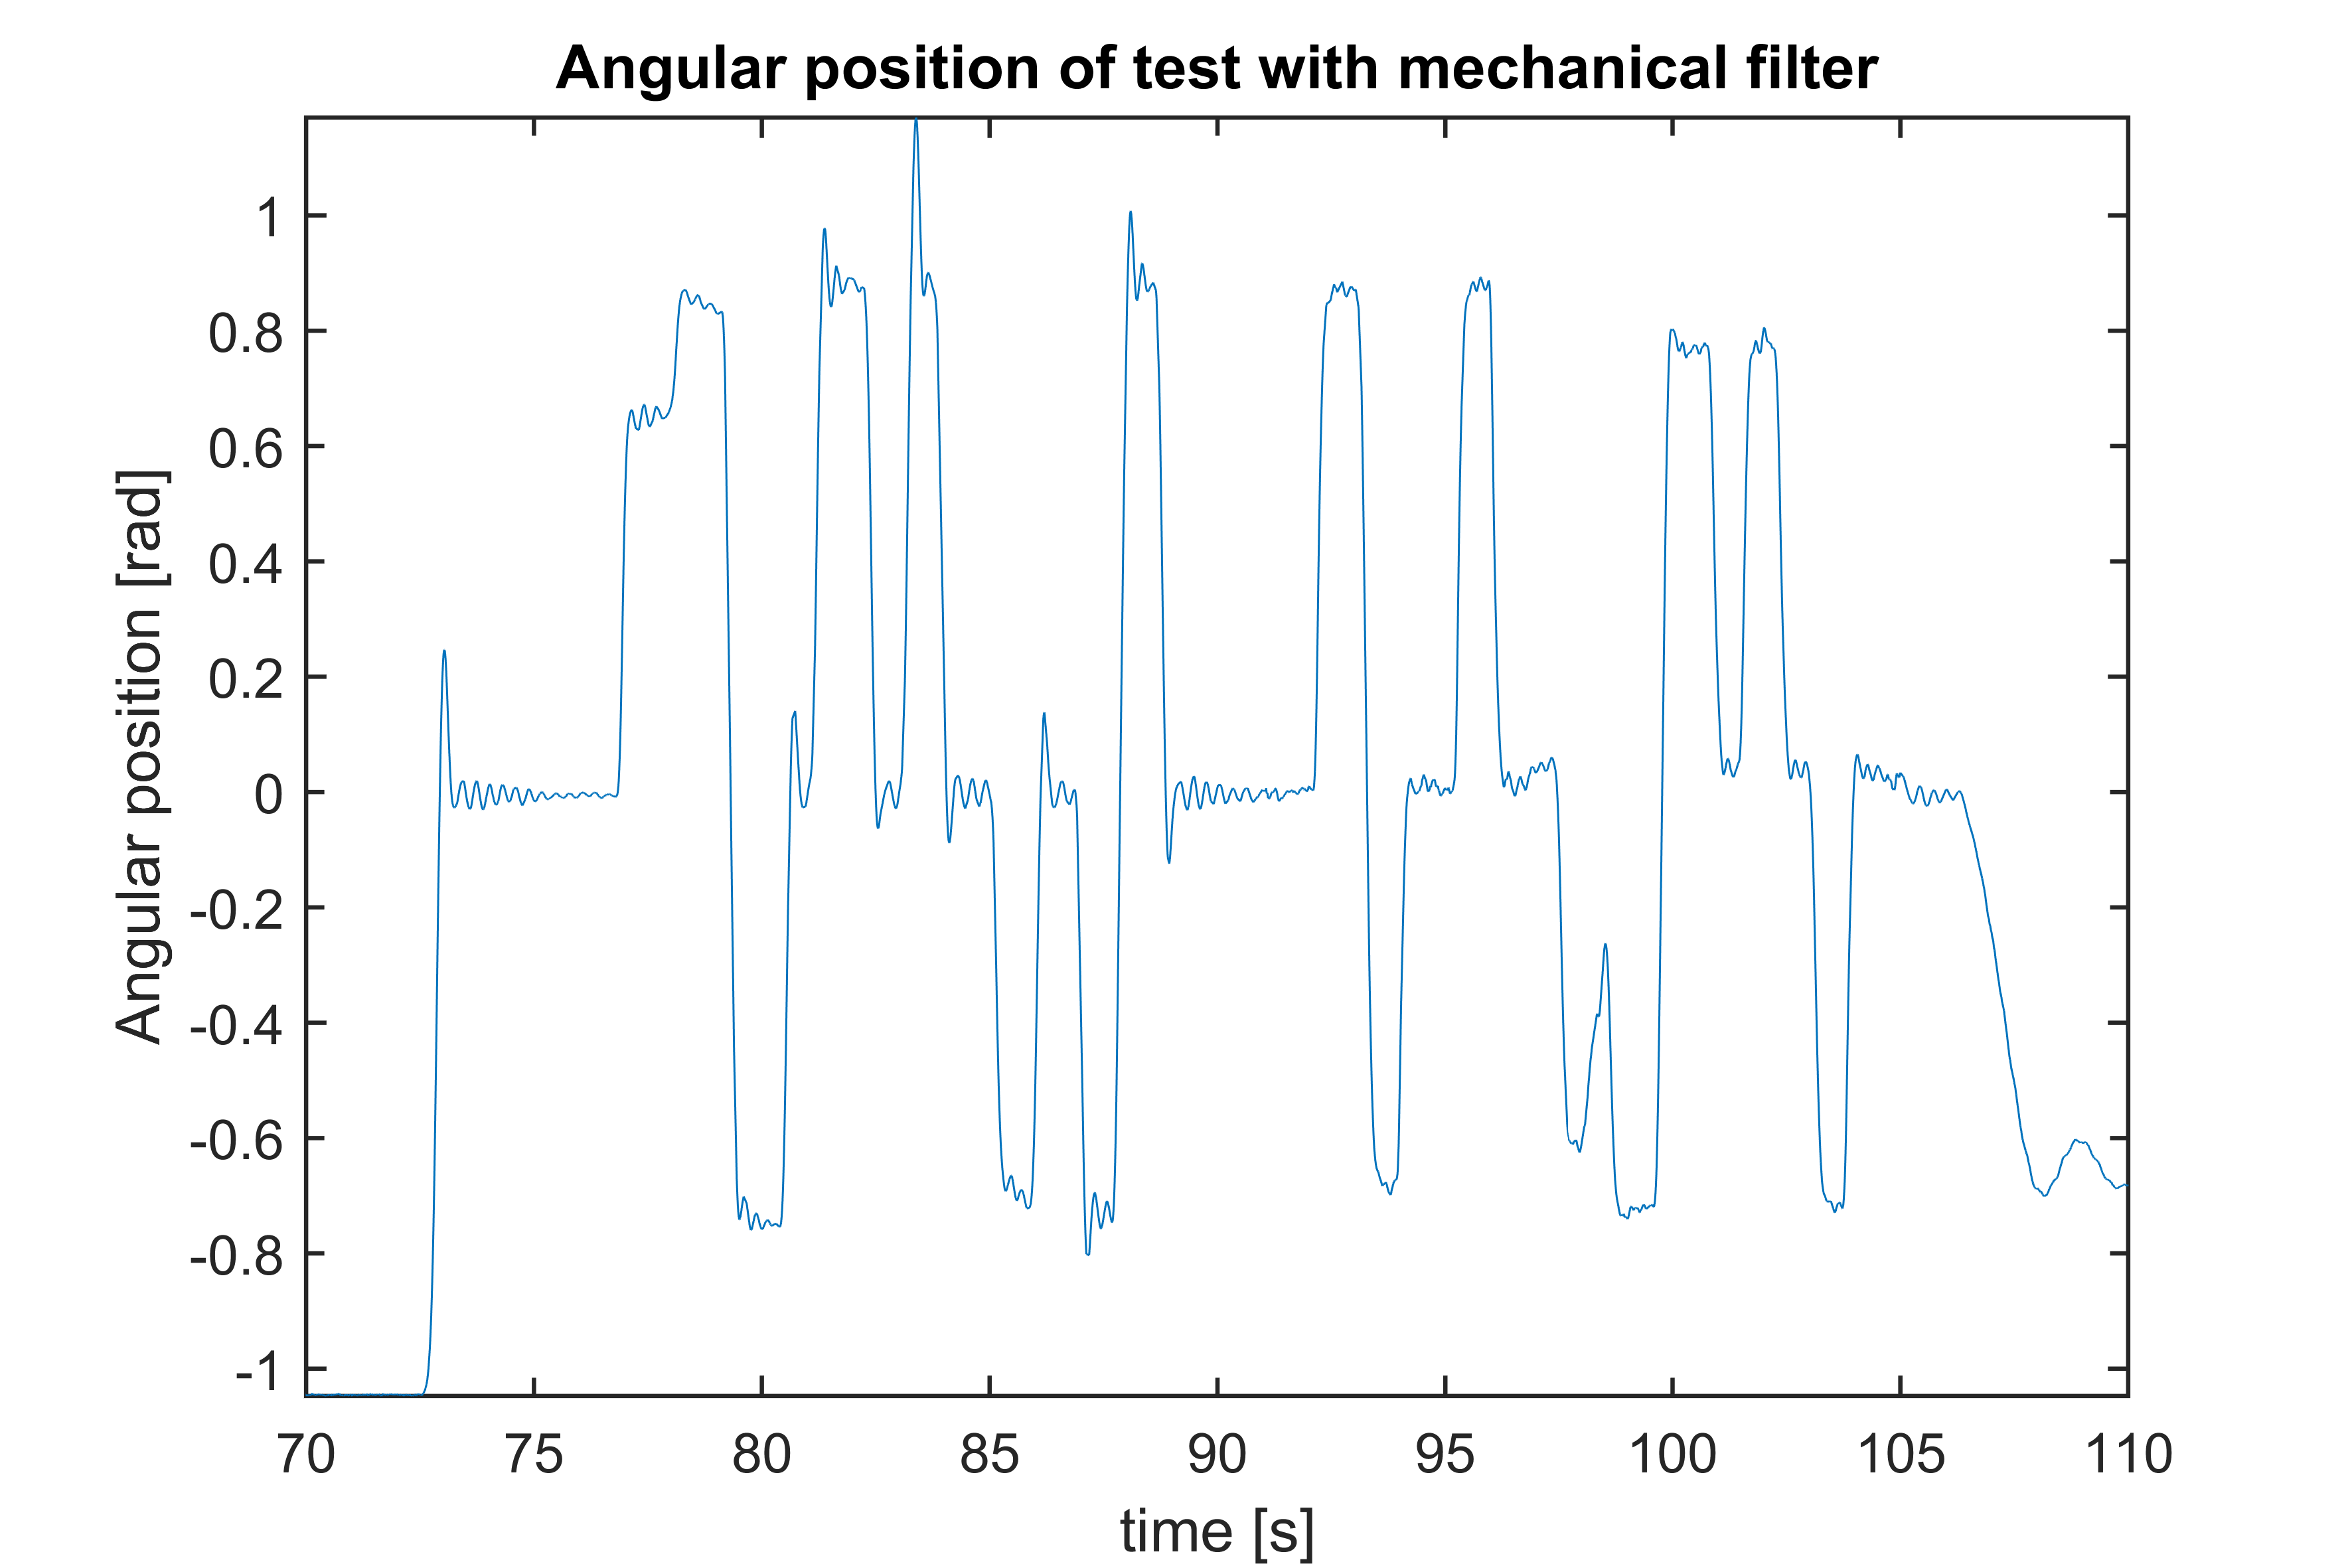 Angular position of test with mechanical filter
Angular position [rad]
1
0.8
0.6
0.4
0.2
0
-0.2
-0.4
-0.6
-0.8
-1
70 75 80 85 90 95 100 105 110
time [s]